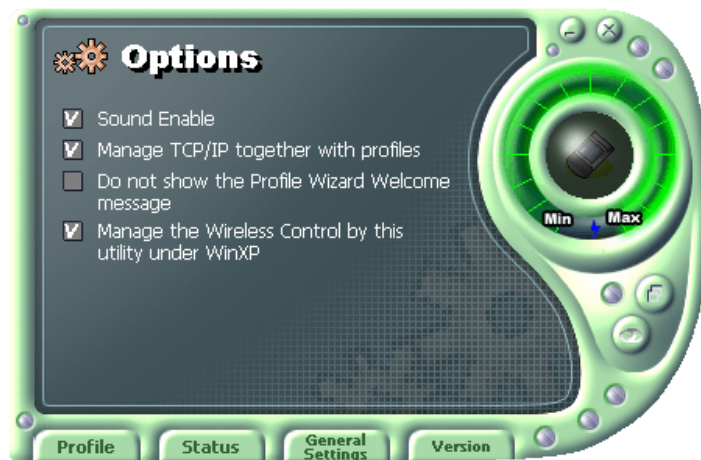 Options
Sound Enable
Manage TCP/IP together with profiles
Do not show the Profile Wizard Welcome
message
Manage the Wireless Control by this
utility under WinXP
Min Max
Profile
Status
General
Settings
Version